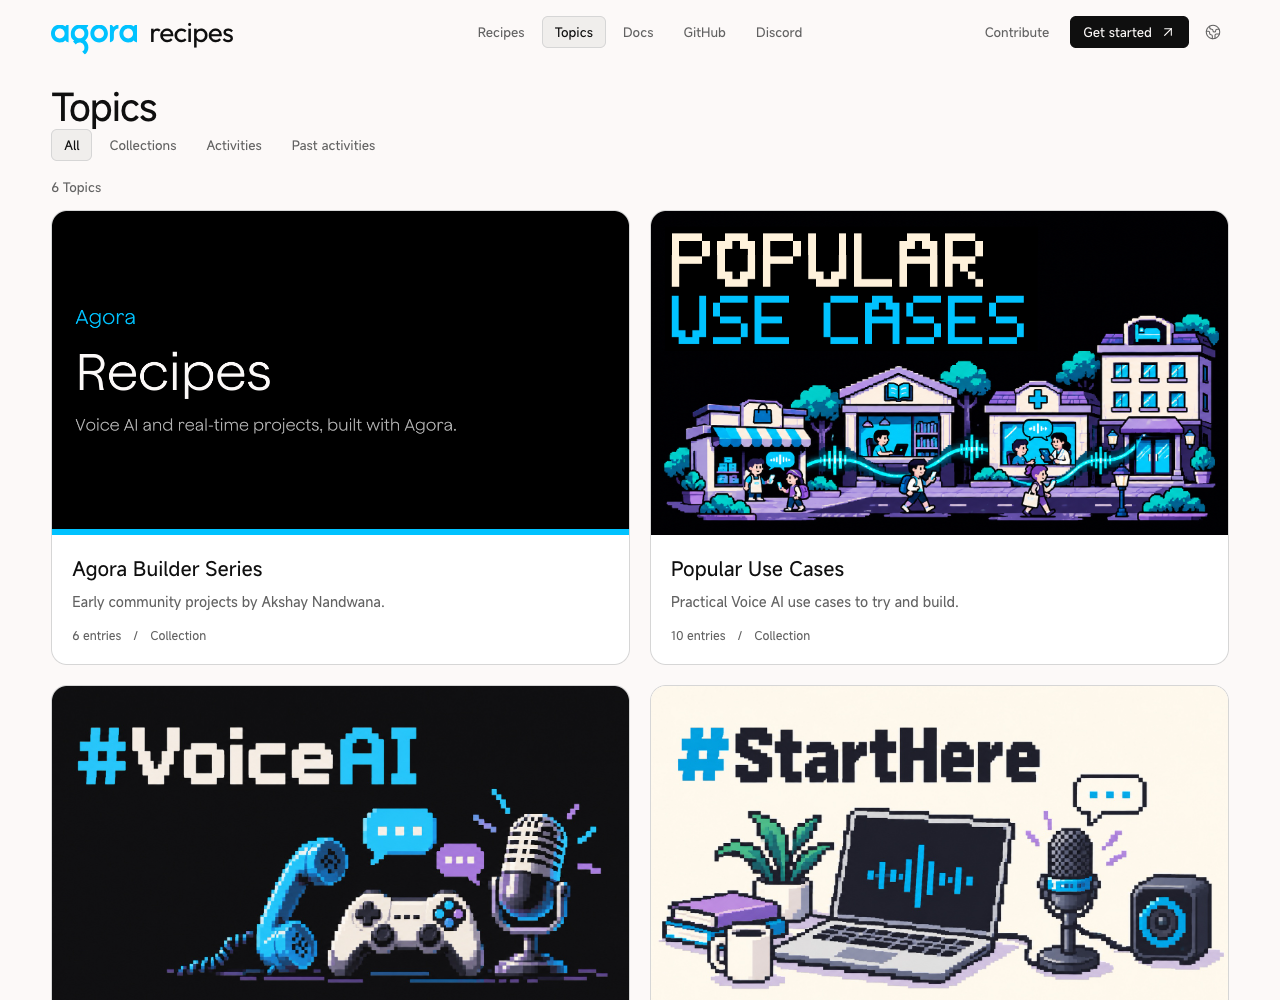 agora recipes
Recipes
Topics
Docs
GitHub
Discord
Contribute
Get started
Topics
All
Collections
Activities
Past activities
6 Topics
Agora
Recipes
Voice AI and real-time projects, built with Agora.
Agora Builder Series
Early community projects by Akshay Nandwana.
6 entries / Collection
POPULAR
USE CASES
Popular Use Cases
Practical Voice AI use cases to try and build.
10 entries / Collection
#VoiceAI
#StartHere